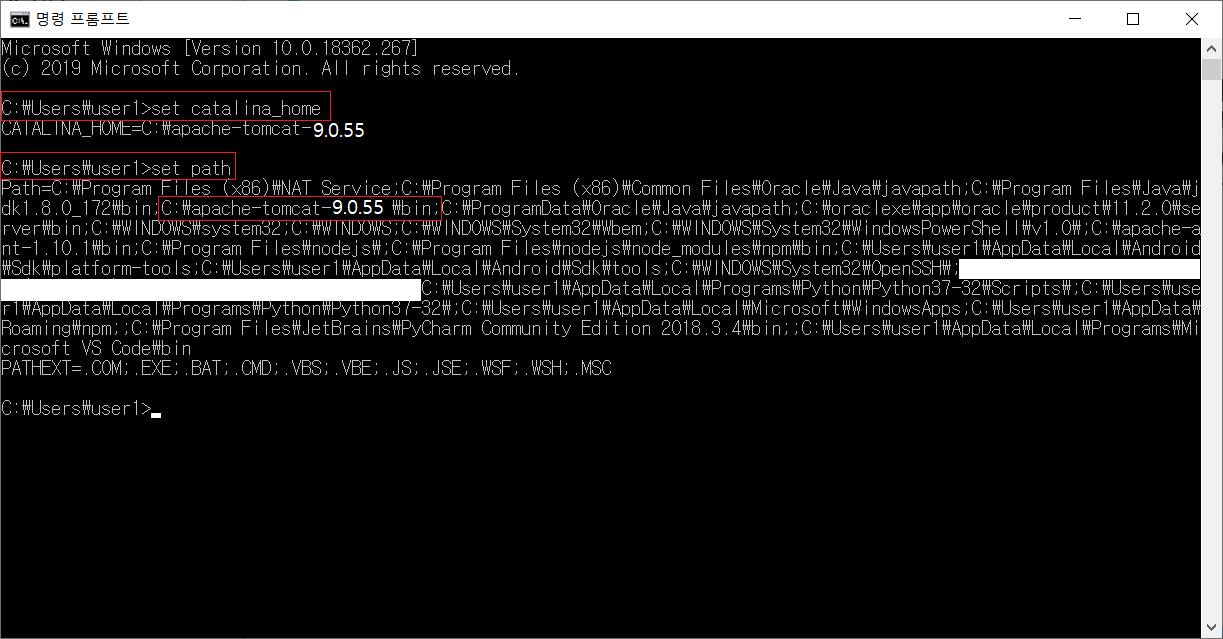 명령 프롬프트
Microsoft Windows [Version 10.0.18362.267]
(c) 2019 Microsoft Corporation. All rights reserved.
C:₩Users₩user1>set catalina_home
CATALINA_HOME=C:₩apache-tomcat-9.0.55
C:₩Users₩user1>set path
Path=C:₩Program Files (x86)₩NAT Service;C:₩Program Files (x86)₩Common Files₩Oracle₩Java₩javapath;C:₩Program Files₩Java₩j
dk1.8.0_172₩bin;C:₩apache-tomcat-9.0.55 ₩bin;C:₩ProgramData₩Oracle₩Java₩javapath;C:₩oraclexe₩app₩oracle₩product₩11.2.0₩se
rver₩bin;C:₩WINDOWS₩system32;C:₩WINDOWS;C:₩WINDOWS₩System32₩Wbem;C:₩WINDOWS₩System32₩WindowsPowerShell₩v1.0₩;C:₩apache-a
nt-1.10.1₩bin;C:₩Program Files₩nodejs₩;C:₩Program Files₩nodejs₩node_modules₩npm₩bin;C:₩Users₩user1₩AppData₩Local₩Android
₩Sdk₩platform-tools;C:₩Users₩user1₩AppData₩Local₩Android₩Sdk₩tools;C:₩WINDOWS₩System32₩OpenSSH₩;
C:₩Users₩user1₩AppData₩Local₩Programs₩Python₩Python37-32₩Scripts₩;C:₩Users₩use
r1₩AppData₩Local₩Programs₩Python₩Python37-32₩;C:₩Users₩user1₩AppData₩Local₩Microsoft₩WindowsApps;C:₩Users₩user1₩AppData₩
Roaming₩npm;;C:₩Program Files₩JetBrains₩PyCharm Community Edition 2018.3.4₩bin;;C:₩Users₩user1₩AppData₩Local₩Programs₩Mi
crosoft VS Code₩bin
PATHEXT=.COM;.EXE;.BAT;.CMD;.VBS;.VBE;.JS;.JSE;.WSF;.WSH;.MSC
C:₩Users₩user1>